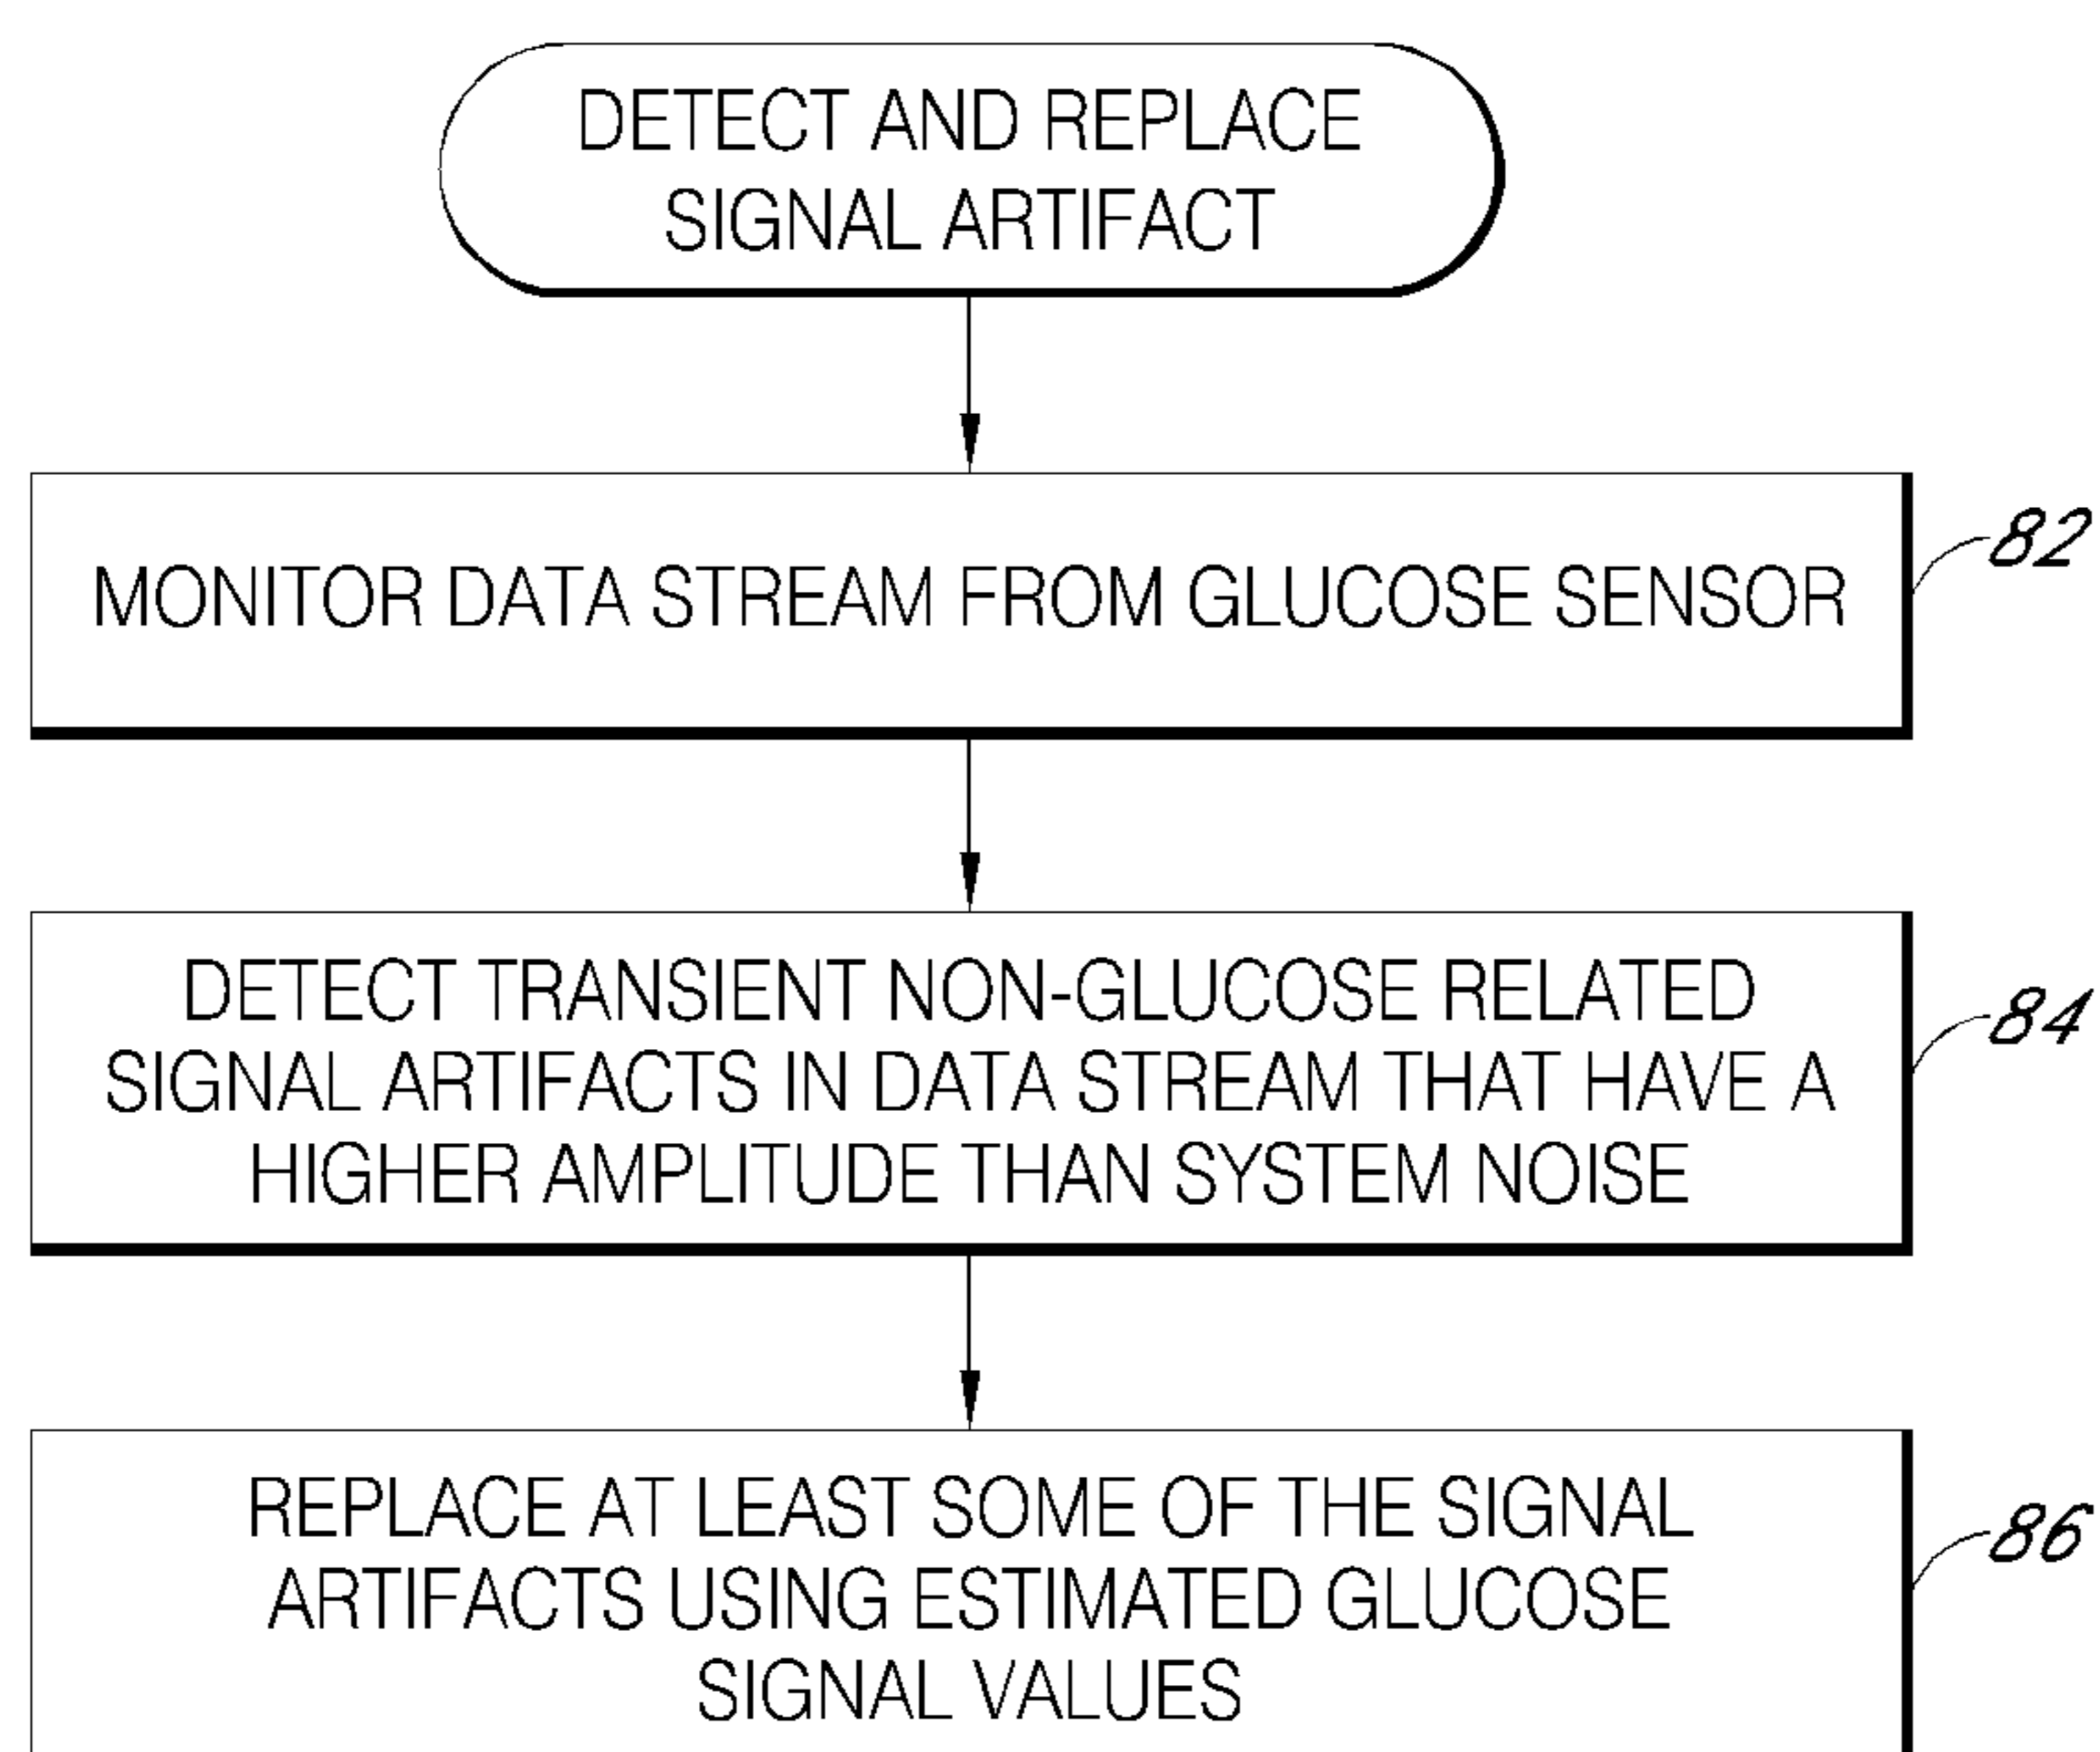 DETECT AND REPLACE
SIGNAL ARTIFACT
MONITOR DATA STREAM FROM GLUCOSE SENSOR
82
DETECT TRANSIENT NON-GLUCOSE RELATED
SIGNAL ARTIFACTS IN DATA STREAM THAT HAVE A
HIGHER AMPLITUDE THAN SYSTEM NOISE
84
REPLACE AT LEAST SOME OF THE SIGNAL
ARTIFACTS USING ESTIMATED GLUCOSE
SIGNAL VALUES
86